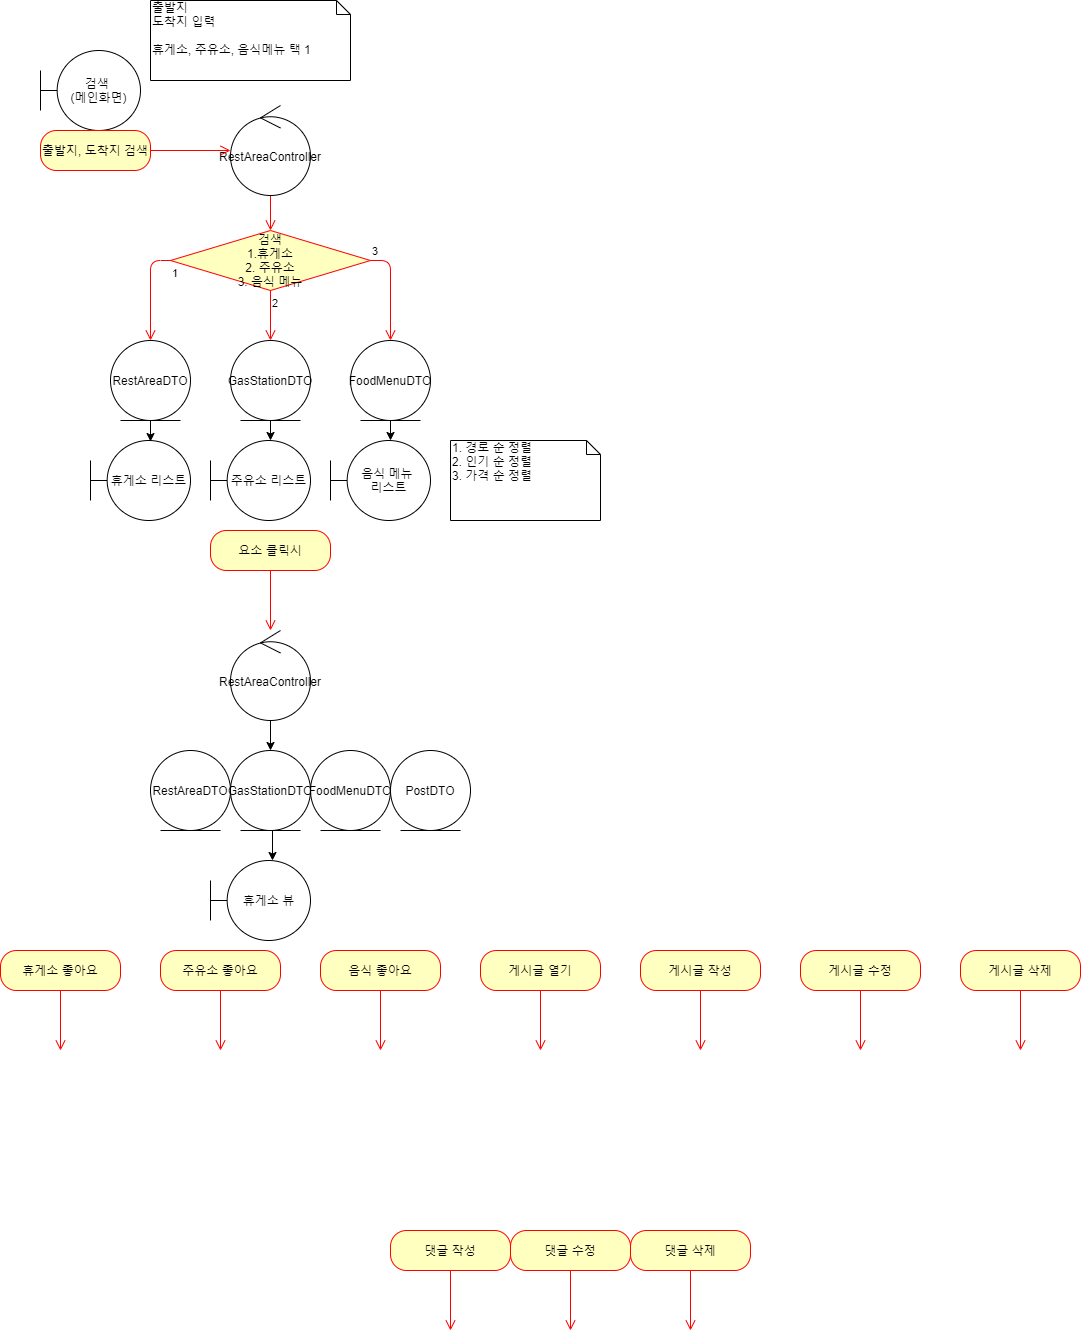 출발지
도착지 입력
휴게소, 주유소, 음식메뉴 택 1
검색
(메인화면)
출발지, 도착지 검색
RestAreaController
검색
1.휴게소
2. 주유소
3. 음식 메뉴
1
2
3
RestAreaDTO
GasStationDTO
FoodMenuDTO
휴게소 리스트
주유소 리스트
음식 메뉴
리스트
1. 경로 순 정렬
2. 인기 순 정렬
3. 가격 순 정렬
요소 클릭시
RestAreaController
RestAreaDTO
GasStationDTO
FoodMenuDTO
PostDTO
휴게소 뷰
휴게소 좋아요
주유소 좋아요
음식 좋아요
게시글 열기
게시글 작성
게시글 수정
게시글 삭제
댓글 작성
댓글 수정
댓글 삭제